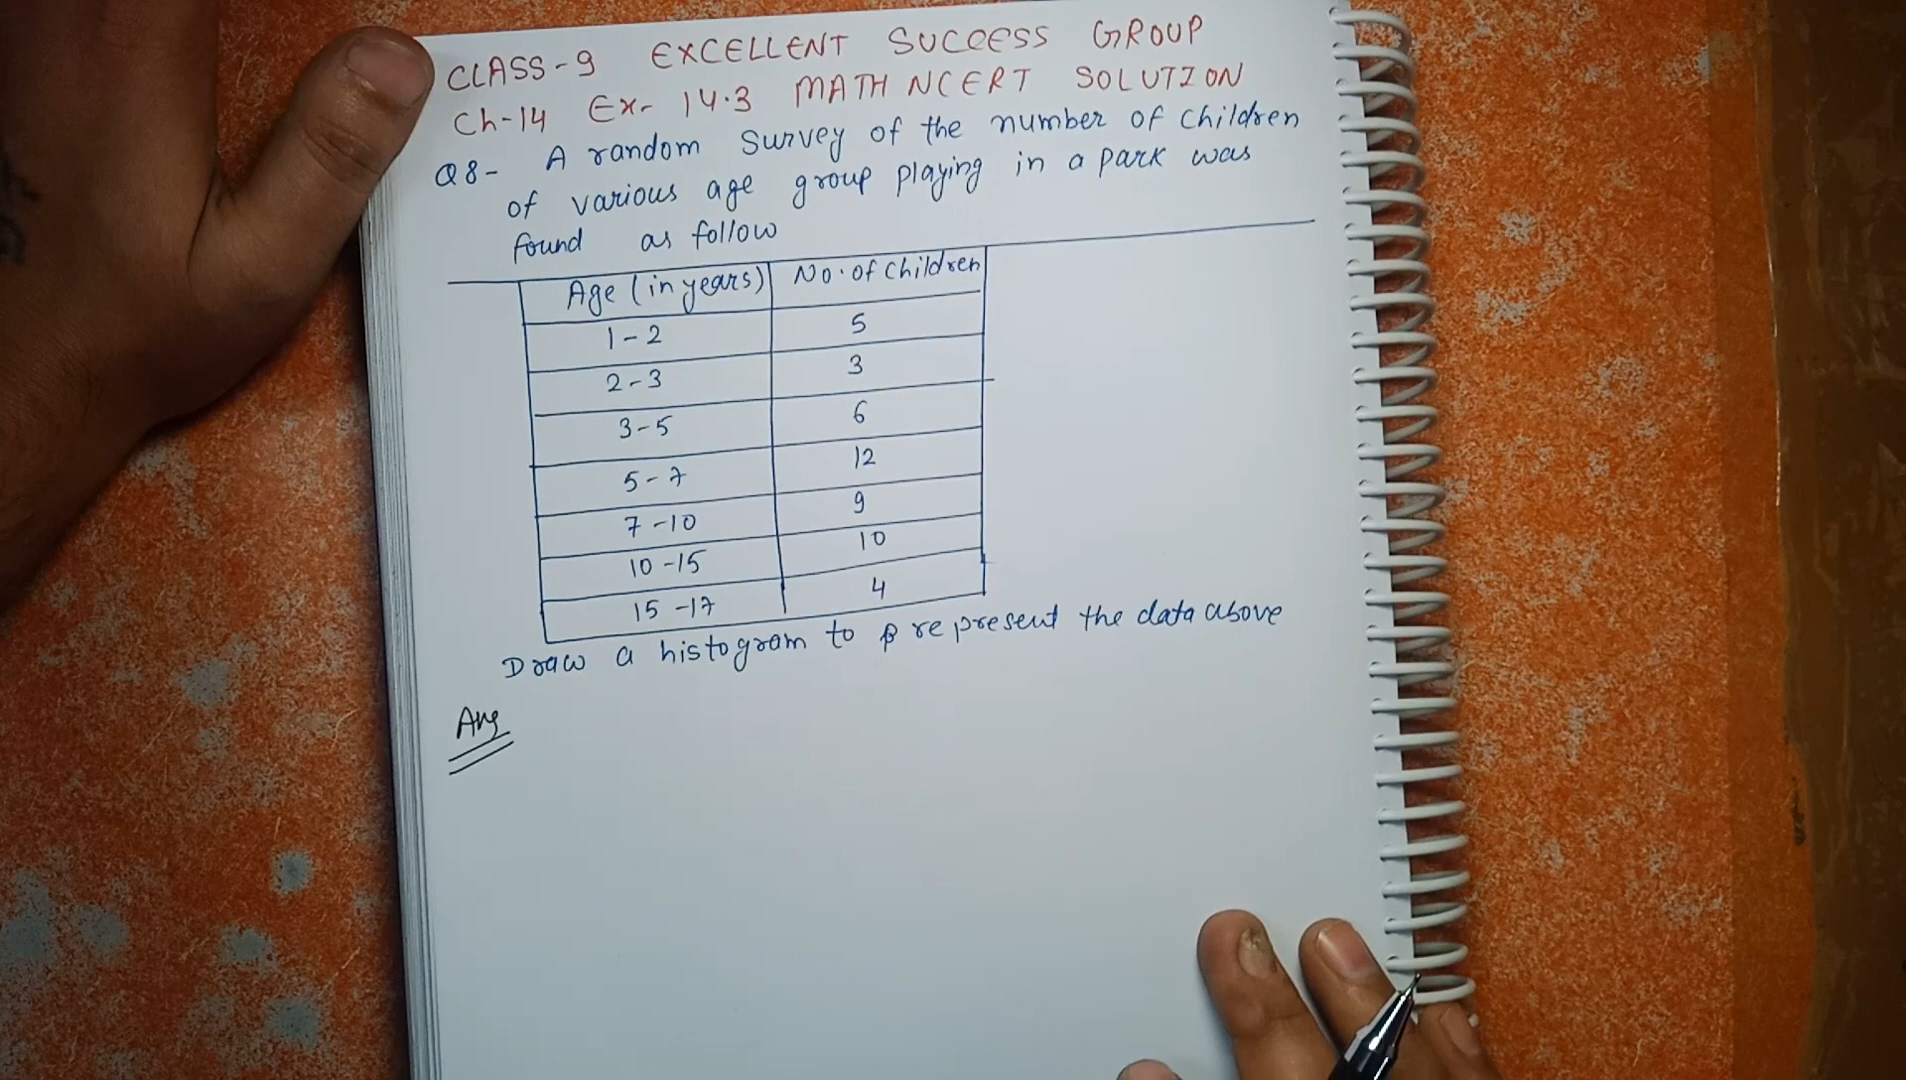 CLASS-9 EXCELLENT SUCCESS GROUP
Ch-14 Ex- 14.3 MATH NCERT SOLUTION
Q8- A random survey of the number of children
of various age group playing in a park was
found as follow
Age (in years) No. of children
1-2 5
2-3 3
3-5 6
5-7 12
7-10 9
10-15 10
15-17 4
Draw a histogram to represent the data above
Ans